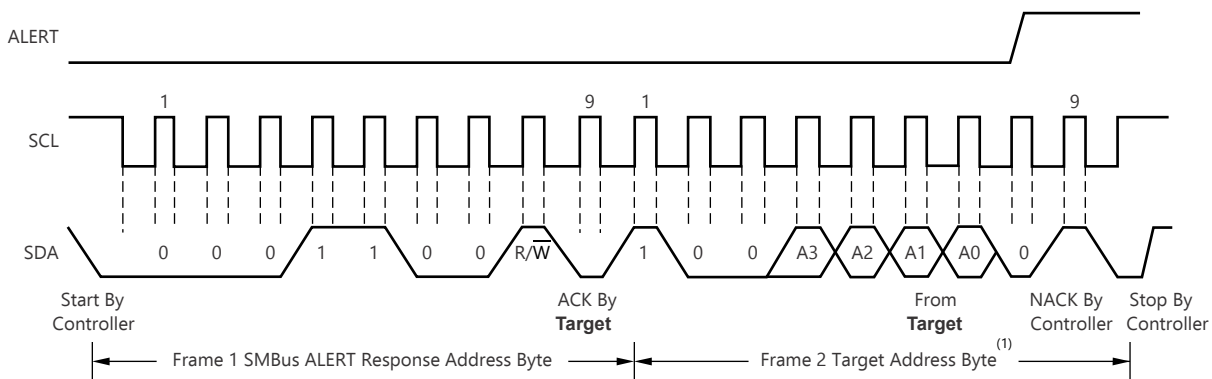 ALERT
1 9 1 9
SCL
SDA 0 0 0 1 1 0 0 R/W̅ 1 0 0 A3 A2 A1 A0 0
Start By
Controller
ACK By
Target
From
Target
NACK By
Controller
Stop By
Controller
Frame 1 SMBus ALERT Response Address Byte
Frame 2 Target Address Byte(1)